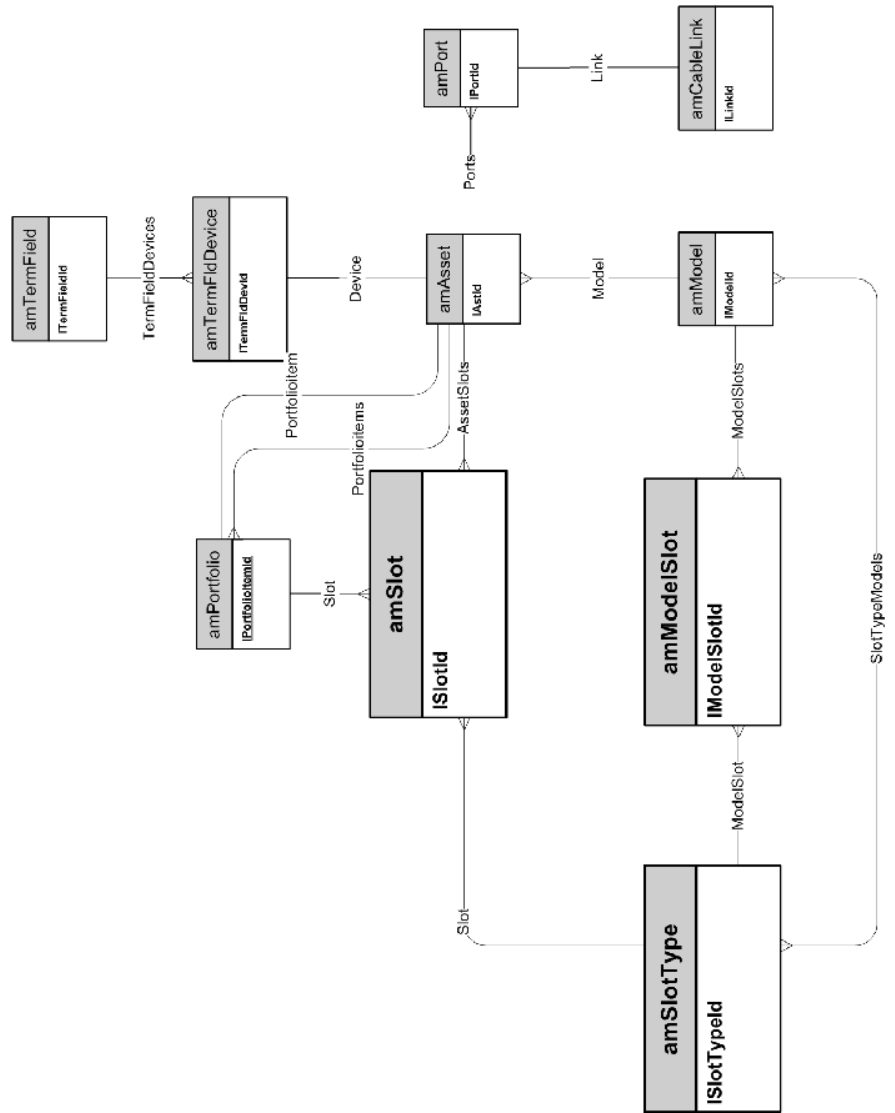 amTermField
lTermFieldId
TermFieldDevices
amTermFldDevice
lTermFldDevId
Device
Portfolioitem
Portfolioitems
amPortfolio
lPortfolioItemId
Slot
amAsset
lAstId
AssetSlots
amSlot
lSlotId
Slot
Ports
amPort
lPortId
Link
amCableLink
lLinkId
Model
amModel
lModelId
ModelSlots
amModelSlot
lModelSlotId
ModelSlot
amSlotType
lSlotTypeId
SlotTypeModels